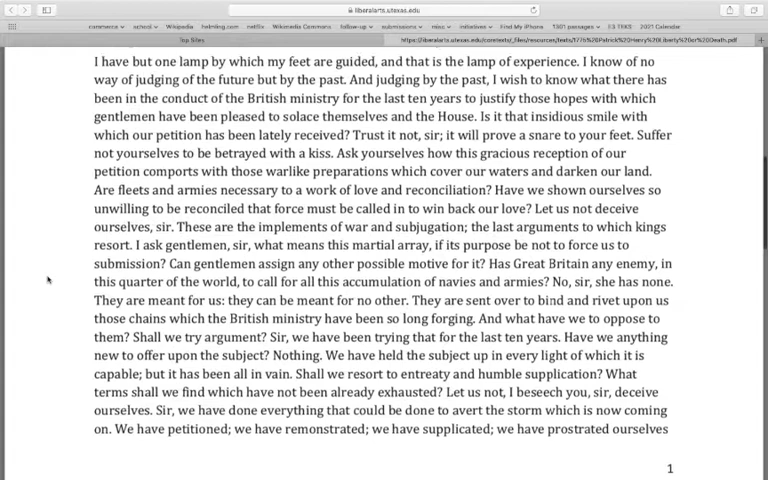 liberalarts.utexas.edu
commerce school Wikipedia helmling.com netflix Wikimedia Commons follow-up submissions misc initiatives Find My iPhone 1301 passages E3 TEKS 2021 Calendar
Top Sites
https://liberalarts.utexas.edu/coretexts/_files/resources/texts/1775%20Patrick%20Henry%20Liberty%20or%20Death.pdf
I have but one lamp by which my feet are guided, and that is the lamp of experience. I know of no
way of judging of the future but by the past. And judging by the past, I wish to know what there has
been in the conduct of the British ministry for the last ten years to justify those hopes with which
gentlemen have been pleased to solace themselves and the House. Is it that insidious smile with
which our petition has been lately received? Trust it not, sir; it will prove a snare to your feet. Suffer
not yourselves to be betrayed with a kiss. Ask yourselves how this gracious reception of our
petition comports with those warlike preparations which cover our waters and darken our land.
Are fleets and armies necessary to a work of love and reconciliation? Have we shown ourselves so
unwilling to be reconciled that force must be called in to win back our love? Let us not deceive
ourselves, sir. These are the implements of war and subjugation; the last arguments to which kings
resort. I ask gentlemen, sir, what means this martial array, if its purpose be not to force us to
submission? Can gentlemen assign any other possible motive for it? Has Great Britain any enemy, in
this quarter of the world, to call for all this accumulation of navies and armies? No, sir, she has none.
They are meant for us: they can be meant for no other. They are sent over to bind and rivet upon us
those chains which the British ministry have been so long forging. And what have we to oppose to
them? Shall we try argument? Sir, we have been trying that for the last ten years. Have we anything
new to offer upon the subject? Nothing. We have held the subject up in every light of which it is
capable; but it has been all in vain. Shall we resort to entreaty and humble supplication? What
terms shall we find which have not been already exhausted? Let us not, I beseech you, sir, deceive
ourselves. Sir, we have done everything that could be done to avert the storm which is now coming
on. We have petitioned; we have remonstrated; we have supplicated; we have prostrated ourselves
1